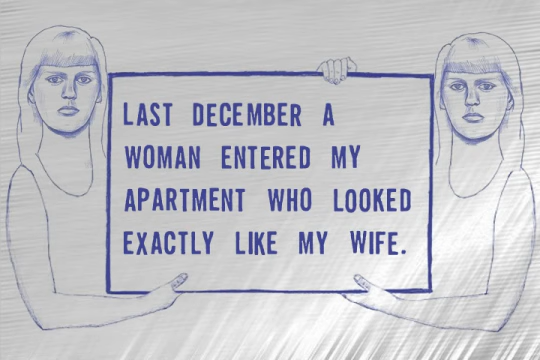 LAST DECEMBER A
WOMAN ENTERED MY
APARTMENT WHO LOOKED
EXACTLY LIKE MY WIFE.